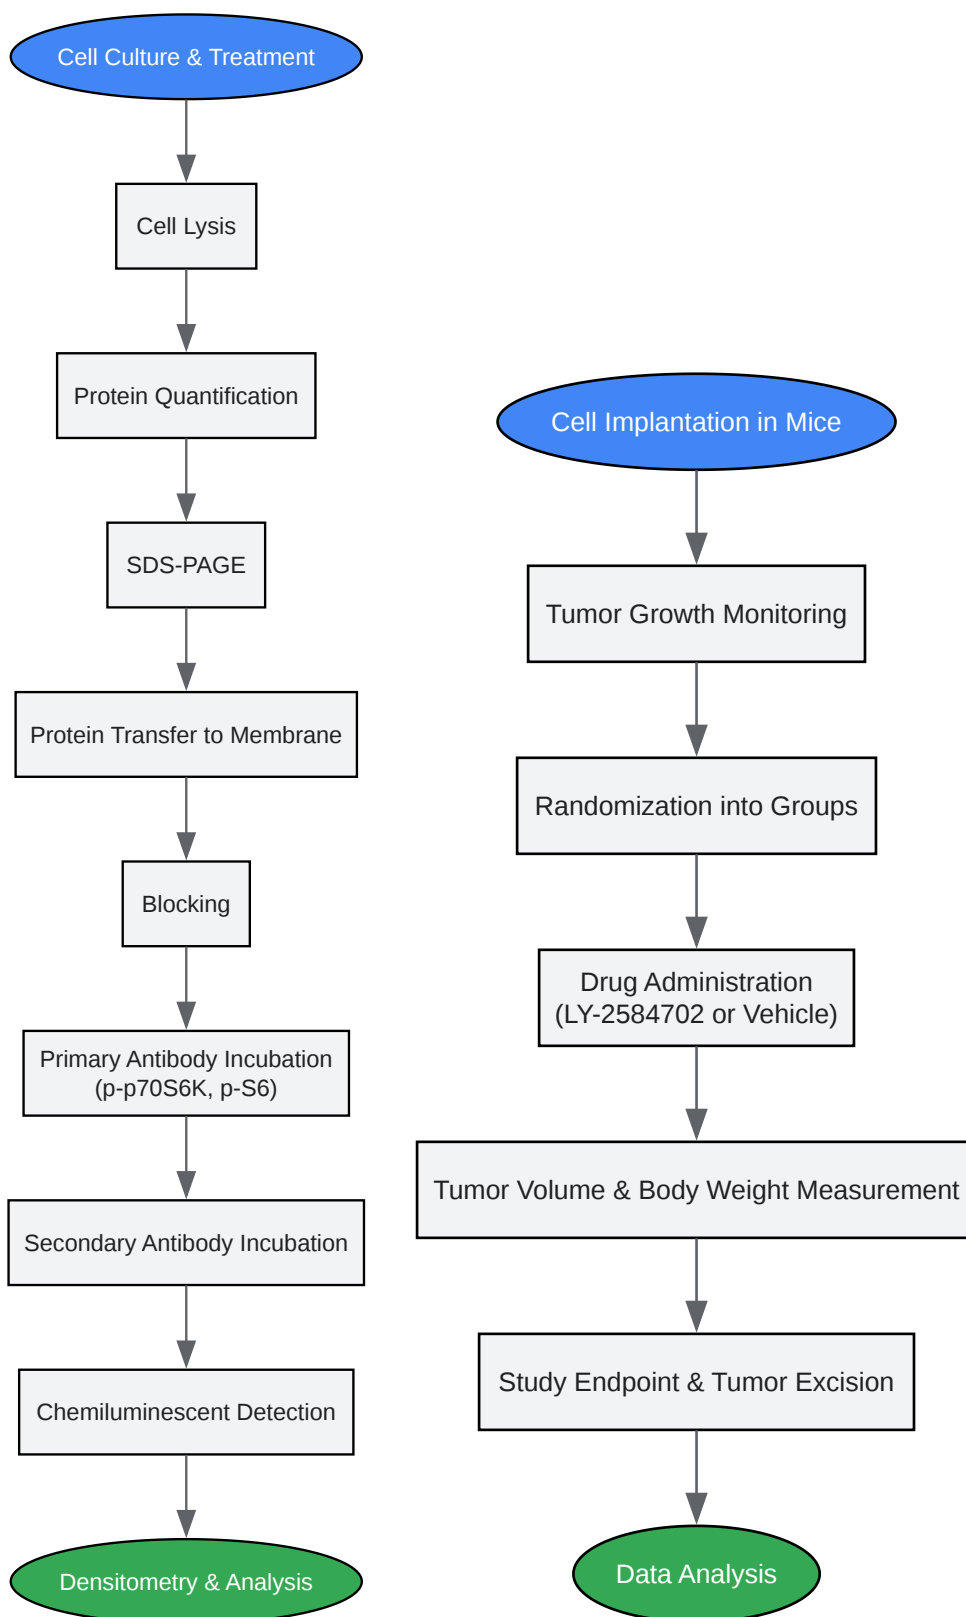 Cell Culture & Treatment
Cell Lysis
Protein Quantification
SDS-PAGE
Protein Transfer to Membrane
Blocking
Primary Antibody Incubation
(p-p70S6K, p-S6)
Secondary Antibody Incubation
Chemiluminescent Detection
Densitometry & Analysis
Cell Implantation in Mice
Tumor Growth Monitoring
Randomization into Groups
Drug Administration
(LY-2584702 or Vehicle)
Tumor Volume & Body Weight Measurement
Study Endpoint & Tumor Excision
Data Analysis